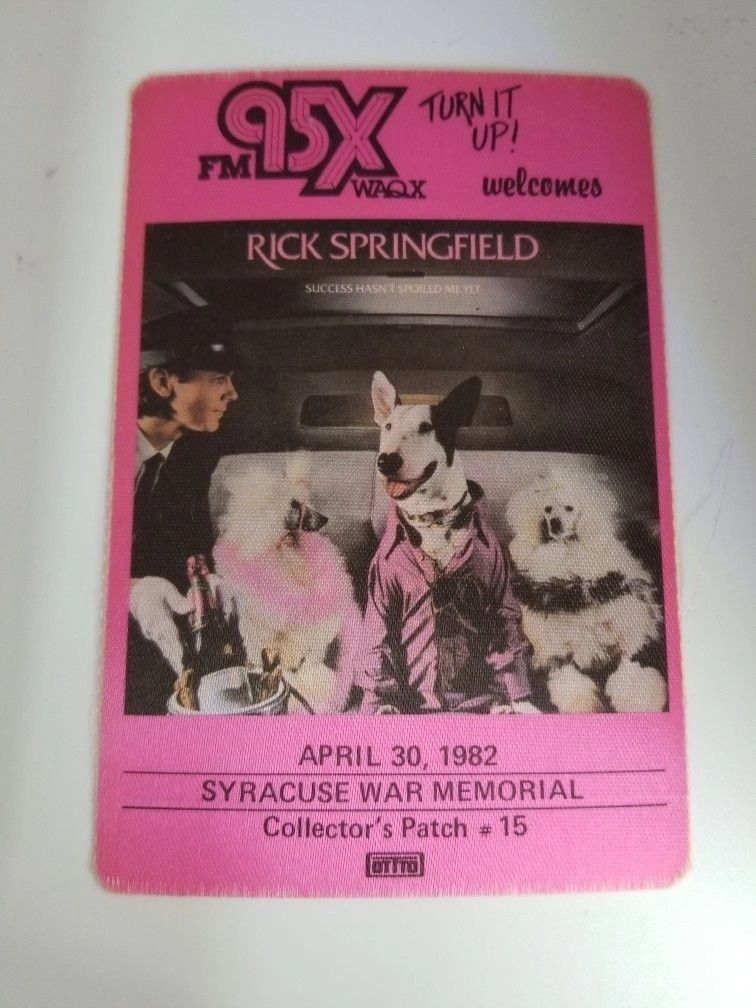 FM 95X WAQX
TURN IT UP!
welcomes
RICK SPRINGFIELD
SUCCESS HASN'T SPOILED ME YET
APRIL 30, 1982
SYRACUSE WAR MEMORIAL
Collector's Patch # 15
OTTTO